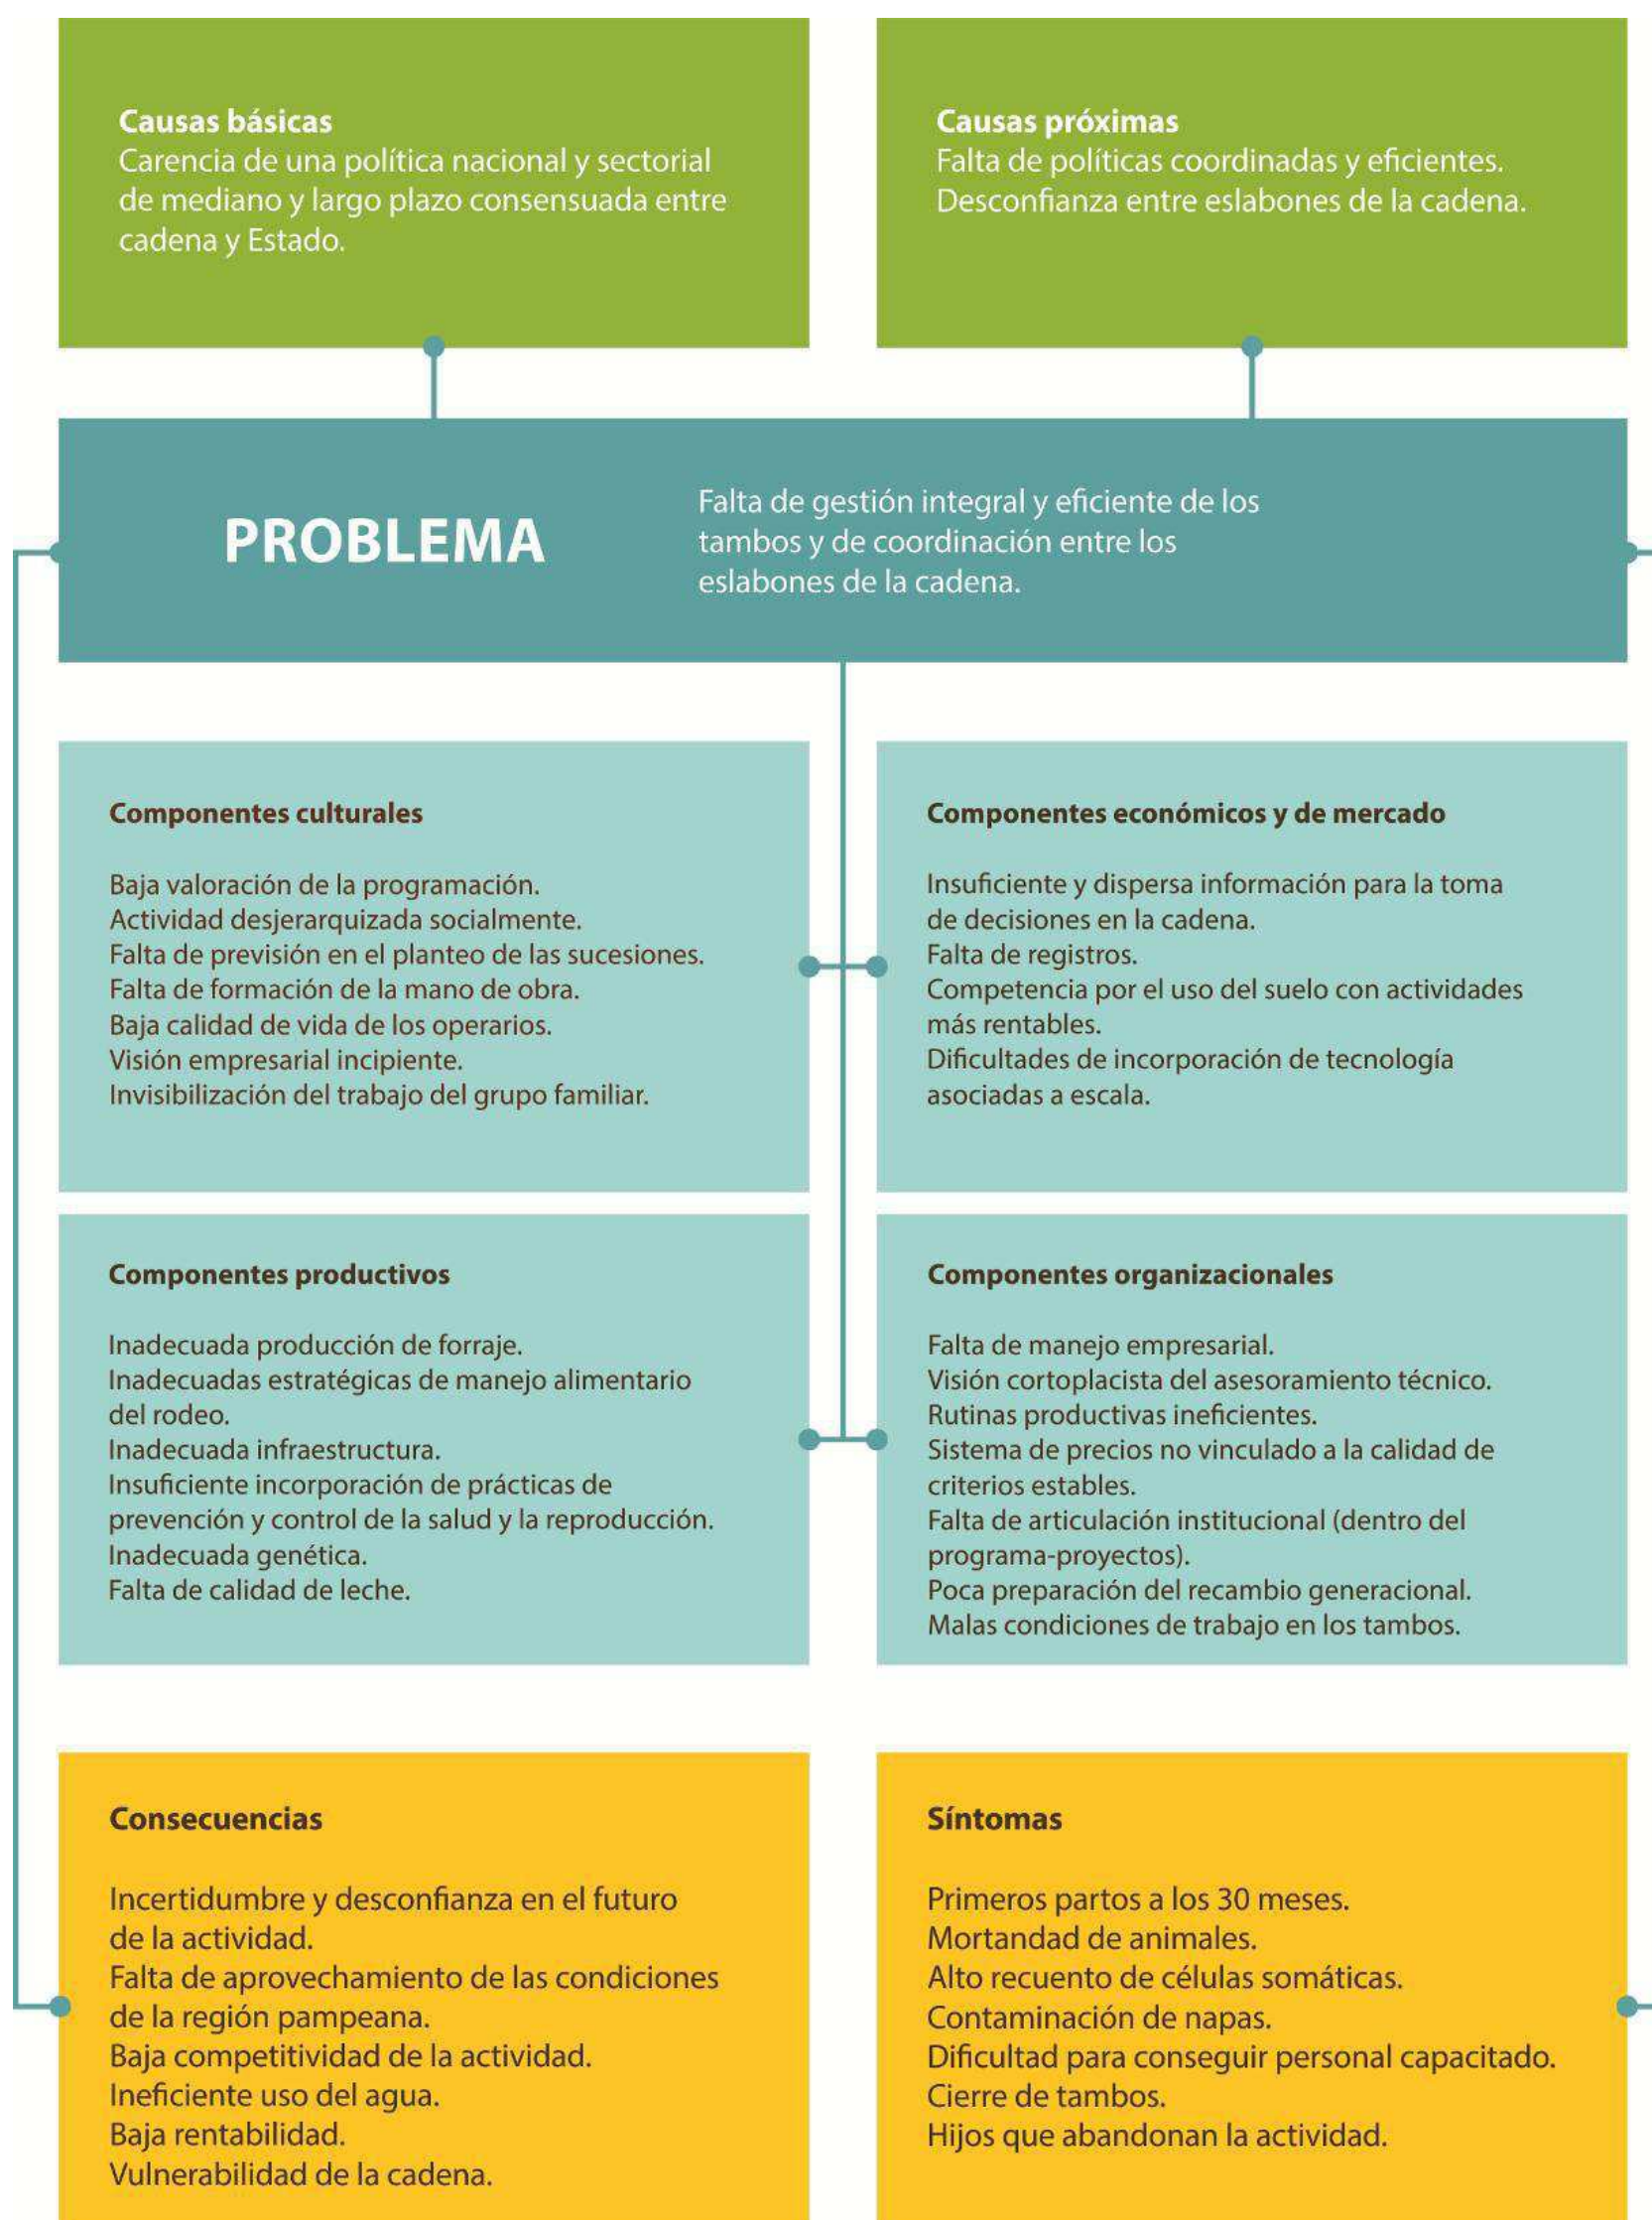 Causas básicas
Carencia de una política nacional y sectorial
de mediano y largo plazo consensuada entre
cadena y Estado.
Causas próximas
Falta de políticas coordinadas y eficientes.
Desconfianza entre eslabones de la cadena.
PROBLEMA
Falta de gestión integral y eficiente de los
tambos y de coordinación entre los
eslabones de la cadena.
Componentes culturales
Baja valoración de la programación.
Actividad desjerarquizada socialmente.
Falta de previsión en el planteo de las sucesiones.
Falta de formación de la mano de obra.
Baja calidad de vida de los operarios.
Visión empresarial incipiente.
Invisibilización del trabajo del grupo familiar.
Componentes económicos y de mercado
Insuficiente y dispersa información para la toma
de decisiones en la cadena.
Falta de registros.
Competencia por el uso del suelo con actividades
más rentables.
Dificultades de incorporación de tecnología
asociadas a escala.
Componentes productivos
Inadecuada producción de forraje.
Inadecuadas estratégicas de manejo alimentario
del rodeo.
Inadecuada infraestructura.
Insuficiente incorporación de prácticas de
prevención y control de la salud y la reproducción.
Inadecuada genética.
Falta de calidad de leche.
Componentes organizacionales
Falta de manejo empresarial.
Visión cortoplacista del asesoramiento técnico.
Rutinas productivas ineficientes.
Sistema de precios no vinculado a la calidad de
criterios estables.
Falta de articulación institucional (dentro del
programa-proyectos).
Poca preparación del recambio generacional.
Malas condiciones de trabajo en los tambos.
Consecuencias
Incertidumbre y desconfianza en el futuro
de la actividad.
Falta de aprovechamiento de las condiciones
de la región pampeana.
Baja competitividad de la actividad.
Ineficiente uso del agua.
Baja rentabilidad.
Vulnerabilidad de la cadena.
Síntomas
Primeros partos a los 30 meses.
Mortandad de animales.
Alto recuento de células somáticas.
Contaminación de napas.
Dificultad para conseguir personal capacitado.
Cierre de tambos.
Hijos que abandonan la actividad.